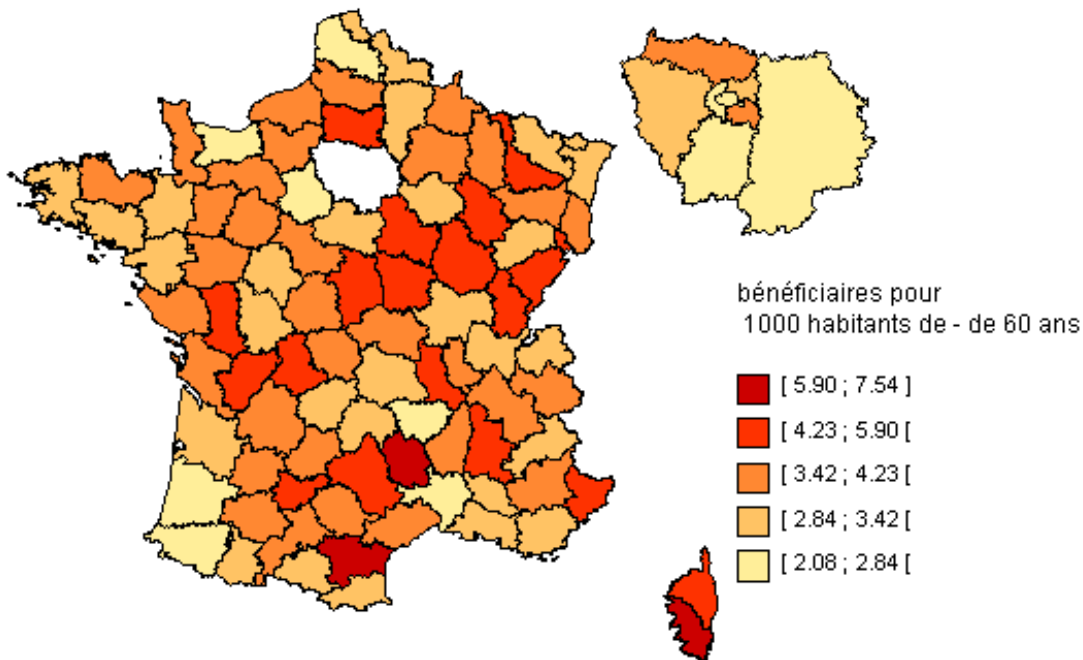 bénéficiaires pour
1000 habitants de - de 60 ans
[ 5.90 ; 7.54 ]
[ 4.23 ; 5.90 [
[ 3.42 ; 4.23 [
[ 2.84 ; 3.42 [
[ 2.08 ; 2.84 [